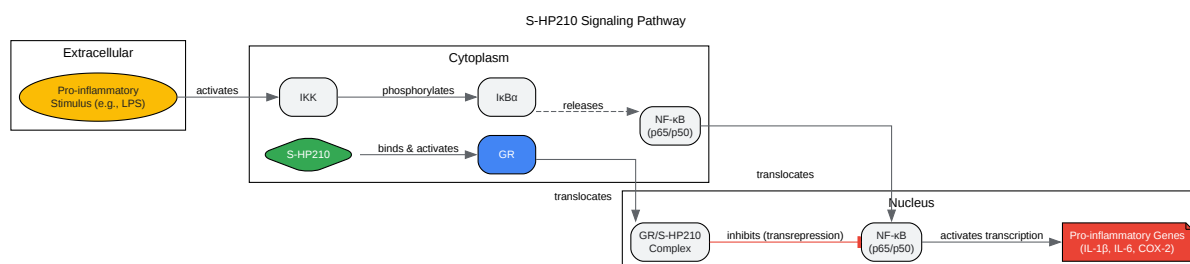 S-HP210 Signaling Pathway
Extracellular
Cytoplasm
Pro-inflammatory
Stimulus (e.g., LPS)
activates
IKK
phosphorylates
IκBα
releases
NF-κB
(p65/p50)
S-HP210
binds & activates
GR
translocates
translocates
Nucleus
GR/S-HP210
Complex
inhibits (transrepression)
NF-κB
(p65/p50)
activates transcription
Pro-inflammatory Genes
(IL-1β, IL-6, COX-2)